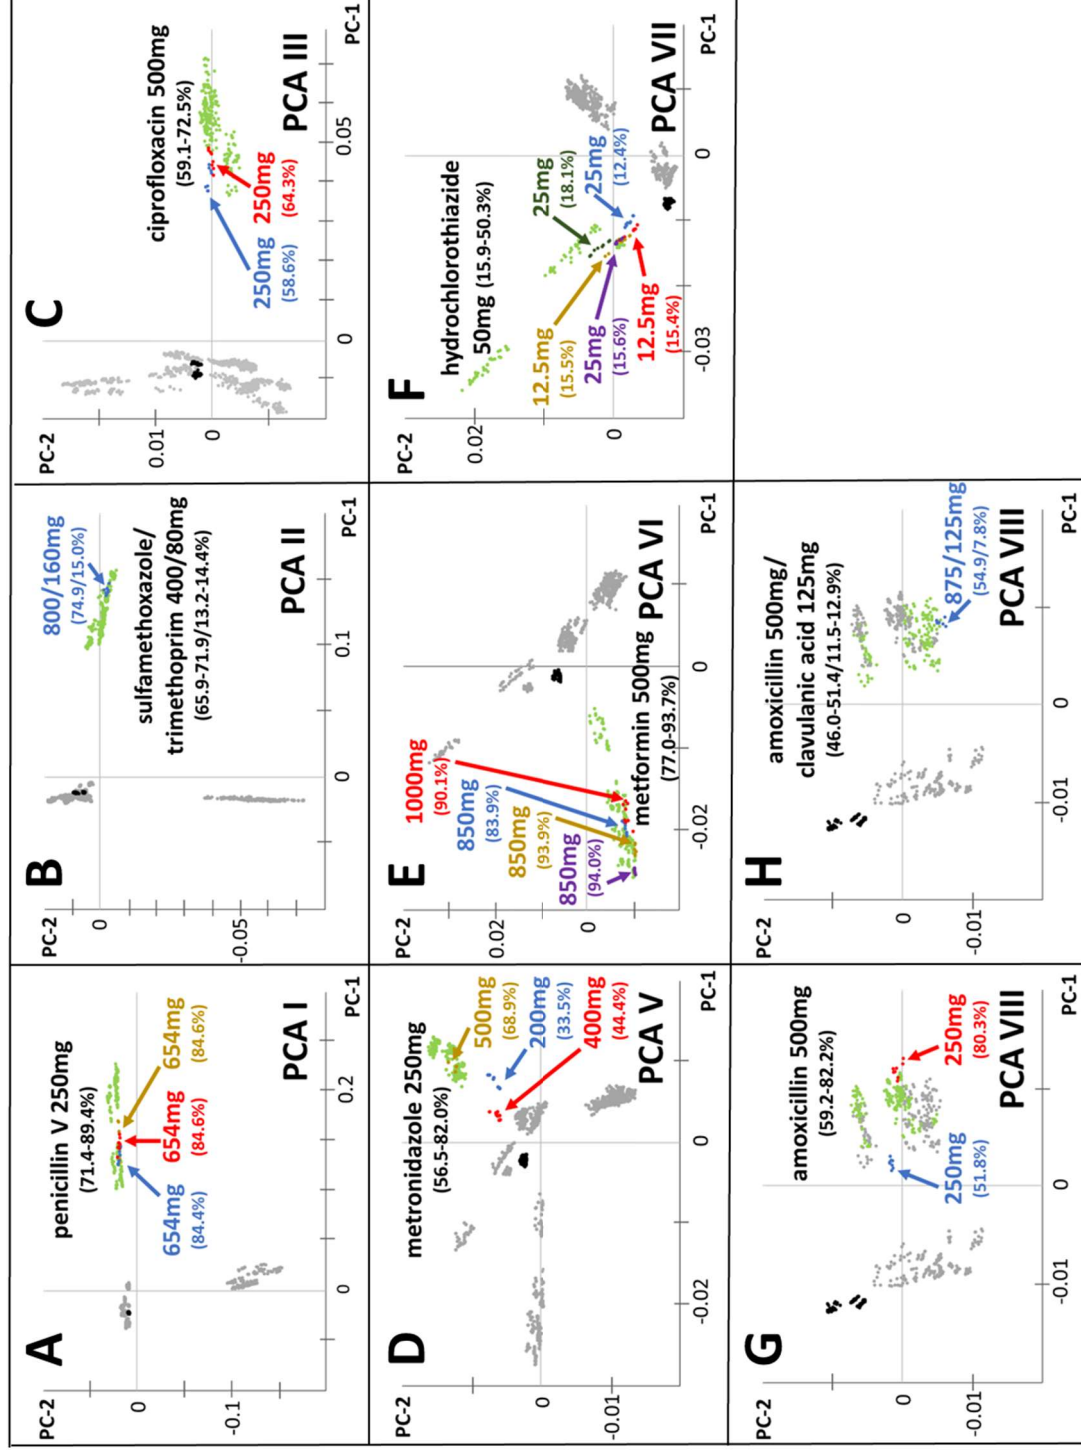 A
PC-2
penicillin V 250mg
(71.4-89.4%)
654mg
(84.4%)
654mg
(84.6%)
654mg
(84.6%)
0
-0.1
0
0.2
PC-1
PCA I
B
PC-2
800/160mg
(74.9/15.0%)
sulfamethoxazole/
trimethoprim 400/80mg
(65.9-71.9/13.2-14.4%)
0
-0.05
0
0.1
PC-1
PCA II
C
PC-2
ciprofloxacin 500mg
(59.1-72.5%)
250mg
(58.6%)
250mg
(64.3%)
0.01
0
0
0.05
PC-1
PCA III
D
PC-2
metronidazole 250mg
(56.5-82.0%)
500mg
(68.9%)
200mg
(33.5%)
400mg
(44.4%)
0
-0.01
-0.02
0
PC-1
PCA V
E
PC-2
1000mg
(90.1%)
850mg
(83.9%)
850mg
(93.9%)
850mg
(94.0%)
metformin 500mg
(77.0-93.7%)
0.02
0
-0.02
0
PC-1
PCA VI
F
PC-2
hydrochlorothiazide
50mg (15.9-50.3%)
12.5mg
(15.5%)
25mg
(15.6%)
12.5mg
(15.4%)
25mg
(18.1%)
25mg
(12.4%)
0.02
0
-0.03
0
PC-1
PCA VII
G
PC-2
amoxicillin 500mg
(59.2-82.2%)
250mg
(51.8%)
250mg
(80.3%)
0
-0.01
-0.01
0
PC-1
PCA VIII
H
PC-2
amoxicillin 500mg/
clavulanic acid 125mg
(46.0-51.4/11.5-12.9%)
875/125mg
(54.9/7.8%)
0
-0.01
-0.01
0
PC-1
PCA VIII